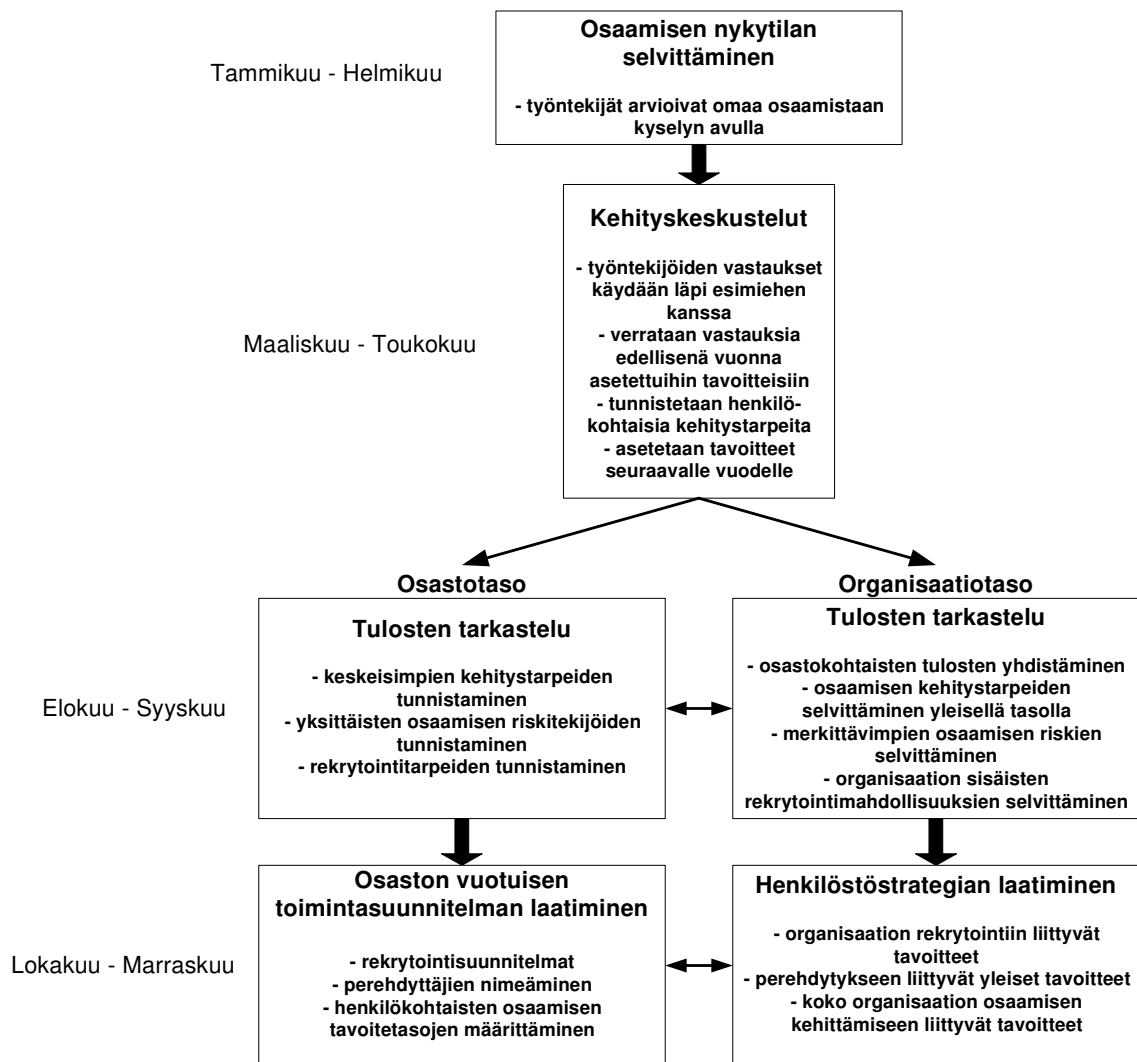 Osaamisen nykytilan
selvittäminen
Tammikuu - Helmikuu
- työntekijät arvioivat omaa osaamistaan
kyselyn avulla
Kehityskeskustelut
- työntekijöiden vastaukset
käydään läpi esimiehen
kanssa
- verrataan vastauksia
edellisenä vuonna
asetettuihin tavoitteisiin
- tunnistetaan henkilö-
kohtaisia kehitystarpeita
- asetetaan tavoitteet
seuraavalle vuodelle
Maaliskuu - Toukokuu
Osastotaso
Tulosten tarkastelu
- keskeisimpien kehitystarpeiden
tunnistaminen
- yksittäisten osaamisen riskitekijöiden
tunnistaminen
- rekrytointitarpeiden tunnistaminen
Organisaatiotaso
Tulosten tarkastelu
- osastokohtaisten tulosten yhdistäminen
- osaamisen kehitystarpeiden
selvittäminen yleisellä tasolla
- merkittävimpien osaamisen riskien
selvittäminen
- organisaation sisäisten
rekrytointimahdollisuuksien selvittäminen
Elokuu - Syyskuu
Osaston vuotuisen
toimintasuunnitelman laatiminen
- rekrytointisuunnitelmat
- perehdyttäjien nimeäminen
- henkilökohtaisten osaamisen
tavoitetasojen määrittäminen
Henkilöstöstrategian laatiminen
- organisaation rekrytointiin liittyvät
tavoitteet
- perehdytykseen liittyvät yleiset tavoitteet
- koko organisaation osaamisen
kehittämiseen liittyvät tavoitteet
Lokakuu - Marraskuu